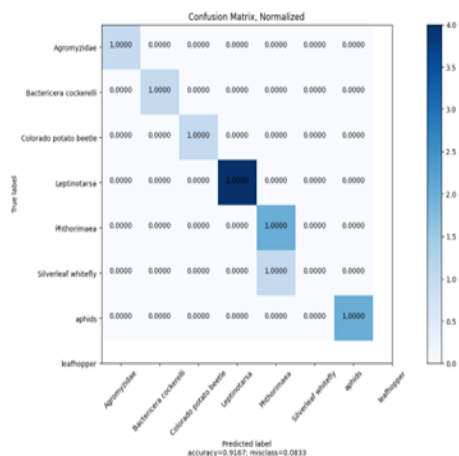 Confusion Matrix, Normalized
Agromyzidae 1.0000 0.0000 0.0000 0.0000 0.0000 0.0000 0.0000
Bactericera cockerelli 0.0000 1.0000 0.0000 0.0000 0.0000 0.0000 0.0000
Colorado potato beetle 0.0000 0.0000 1.0000 0.0000 0.0000 0.0000 0.0000
Leptinotarsa 0.0000 0.0000 0.0000 1.0000 0.0000 0.0000 0.0000
Phthorimaea 0.0000 0.0000 0.0000 0.0000 1.0000 0.0000 0.0000
Silverleaf whitefly 0.0000 0.0000 0.0000 0.0000 1.0000 0.0000 0.0000
aphids 0.0000 0.0000 0.0000 0.0000 0.0000 0.0000 1.0000
leafhopper
True label
Agromyzidae
Bactericera cockerelli
Colorado potato beetle
Leptinotarsa
Phthorimaea
Silverleaf whitefly
aphids
leafhopper
Predicted label
accuracy=0.9167; misclass=0.0833
4.0
3.5
3.0
2.5
2.0
1.5
1.0
0.5
0.0